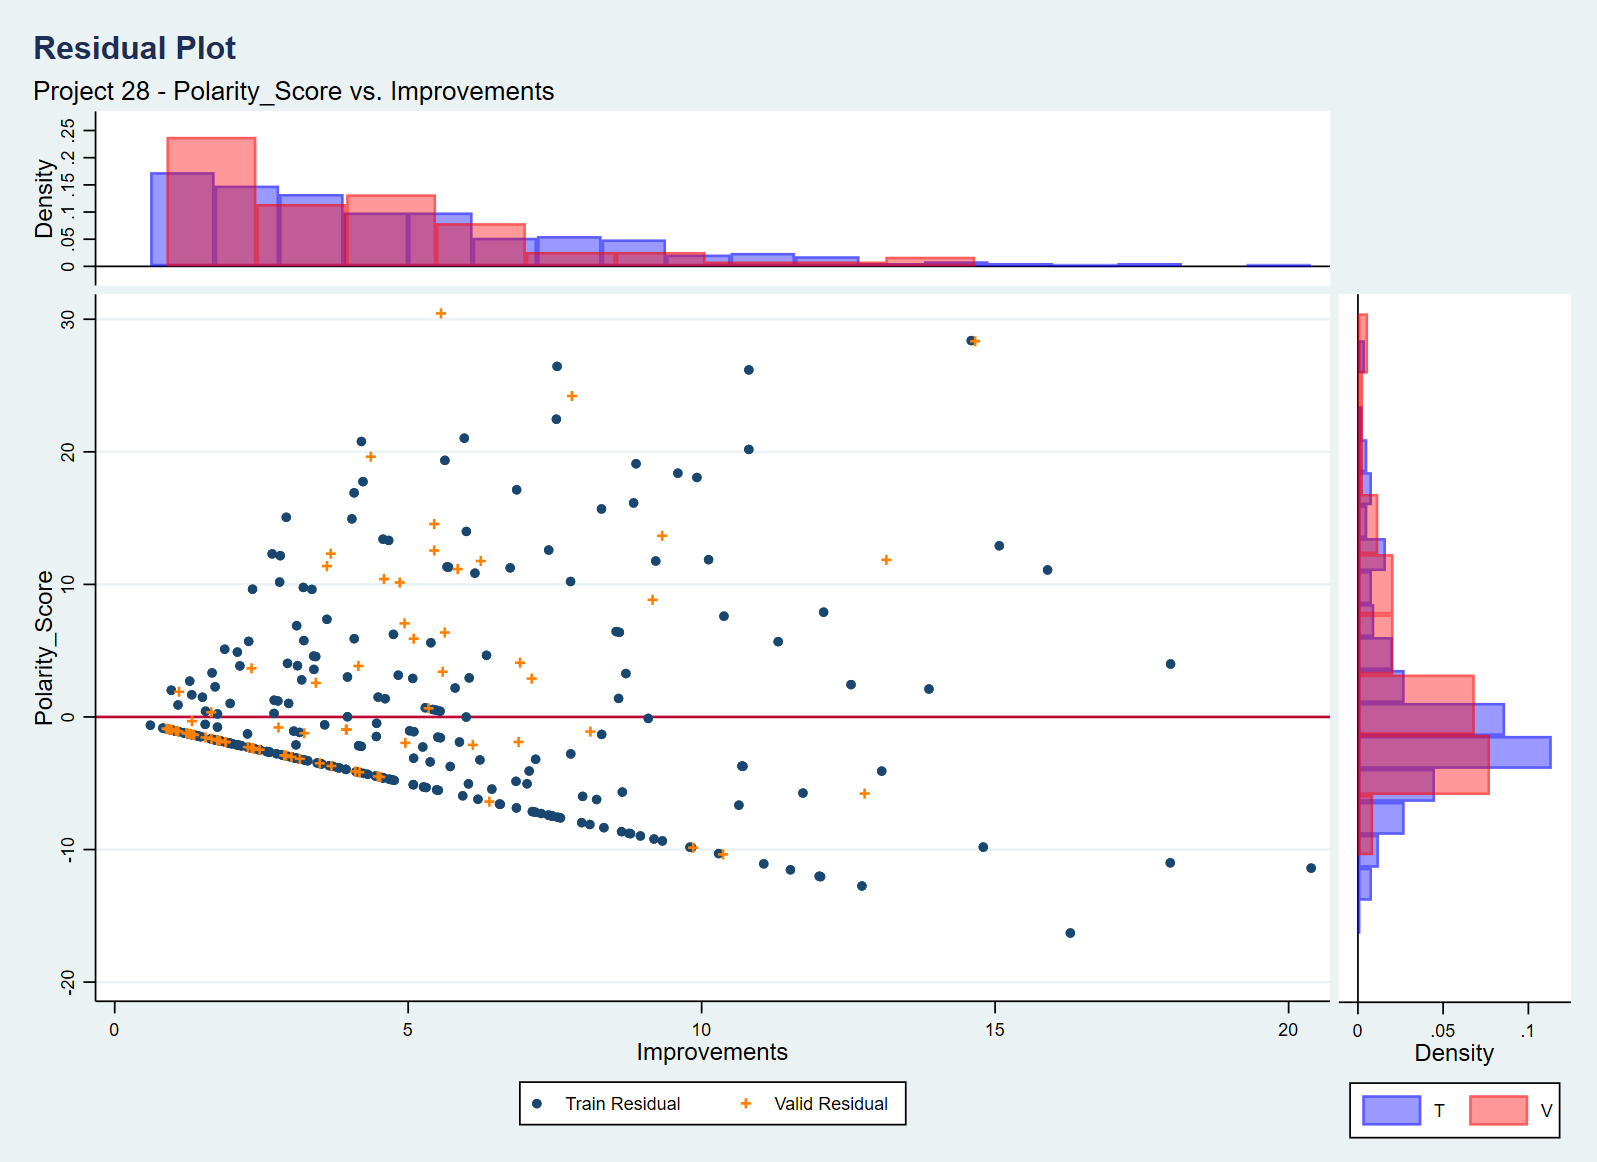 Residual Plot
Project 28 - Polarity_Score vs. Improvements
Density
0 .05 .1 .15 .2 .25
Polarity_Score
30
20
10
0
-10
-20
0 5 10 15 20
Improvements
0 .05 .1
Density
Train Residual Valid Residual
T V